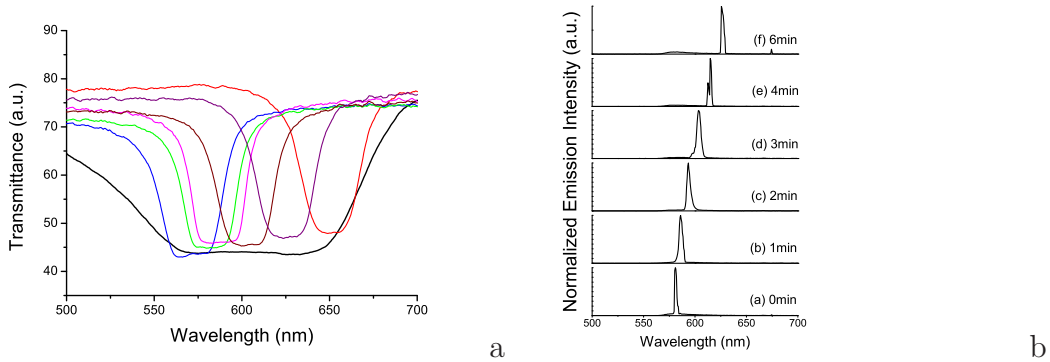 Transmittance (a.u.)
90
80
70
60
50
40
500
550
600
650
700
Wavelength (nm)
a
Normalized Emission Intensity (a.u.)
(f) 6min
(e) 4min
(d) 3min
(c) 2min
(b) 1min
(a) 0min
500
550
600
650
700
Wavelength (nm)
b